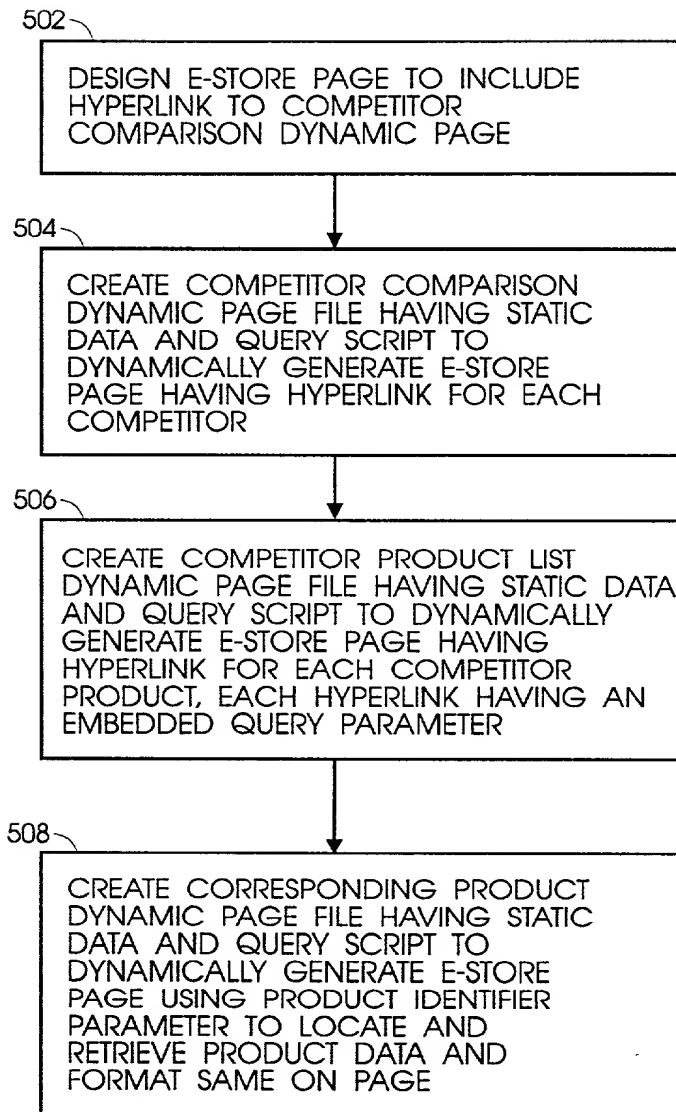 502
DESIGN E-STORE PAGE TO INCLUDE
HYPERLINK TO COMPETITOR
COMPARISON DYNAMIC PAGE
504
CREATE COMPETITOR COMPARISON
DYNAMIC PAGE FILE HAVING STATIC
DATA AND QUERY SCRIPT TO
DYNAMICALLY GENERATE E-STORE
PAGE HAVING HYPERLINK FOR EACH
COMPETITOR
506
CREATE COMPETITOR PRODUCT LIST
DYNAMIC PAGE FILE HAVING STATIC DATA
AND QUERY SCRIPT TO DYNAMICALLY
GENERATE E-STORE PAGE HAVING
HYPERLINK FOR EACH COMPETITOR
PRODUCT, EACH HYPERLINK HAVING AN
EMBEDDED QUERY PARAMETER
508
CREATE CORRESPONDING PRODUCT
DYNAMIC PAGE FILE HAVING STATIC
DATA AND QUERY SCRIPT TO
DYNAMICALLY GENERATE E-STORE
PAGE USING PRODUCT IDENTIFIER
PARAMETER TO LOCATE AND
RETRIEVE PRODUCT DATA AND
FORMAT SAME ON PAGE